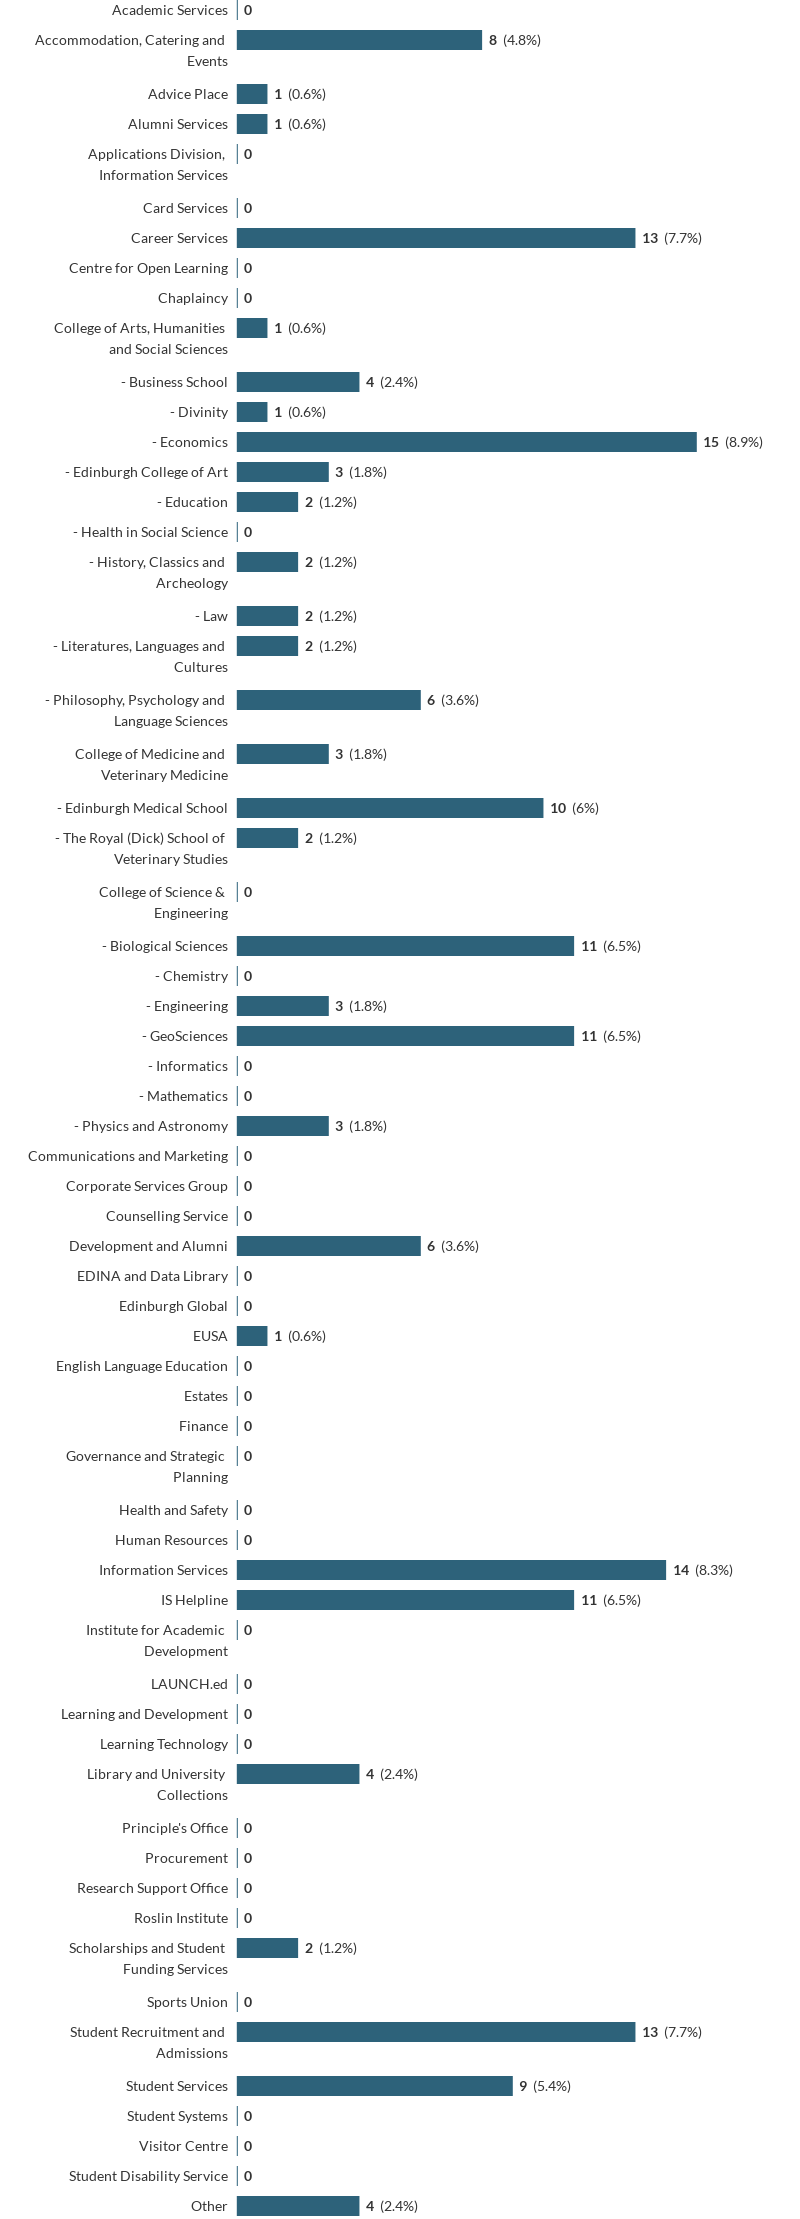 Academic Services 0
Accommodation, Catering and 8 (4.8%)
Events
Advice Place 1 (0.6%)
Alumni Services 1 (0.6%)
Applications Division, 0
Information Services
Card Services 0
Career Services 13 (7.7%)
Centre for Open Learning 0
Chaplaincy 0
College of Arts, Humanities 1 (0.6%)
and Social Sciences
- Business School 4 (2.4%)
- Divinity 1 (0.6%)
- Economics 15 (8.9%)
- Edinburgh College of Art 3 (1.8%)
- Education 2 (1.2%)
- Health in Social Science 0
- History, Classics and 2 (1.2%)
Archeology
- Law 2 (1.2%)
- Literatures, Languages and 2 (1.2%)
Cultures
- Philosophy, Psychology and 6 (3.6%)
Language Sciences
College of Medicine and 3 (1.8%)
Veterinary Medicine
- Edinburgh Medical School 10 (6%)
- The Royal (Dick) School of 2 (1.2%)
Veterinary Studies
College of Science & 0
Engineering
- Biological Sciences 11 (6.5%)
- Chemistry 0
- Engineering 3 (1.8%)
- GeoSciences 11 (6.5%)
- Informatics 0
- Mathematics 0
- Physics and Astronomy 3 (1.8%)
Communications and Marketing 0
Corporate Services Group 0
Counselling Service 0
Development and Alumni 6 (3.6%)
EDINA and Data Library 0
Edinburgh Global 0
EUSA 1 (0.6%)
English Language Education 0
Estates 0
Finance 0
Governance and Strategic 0
Planning
Health and Safety 0
Human Resources 0
Information Services 14 (8.3%)
IS Helpline 11 (6.5%)
Institute for Academic 0
Development
LAUNCH.ed 0
Learning and Development 0
Learning Technology 0
Library and University 4 (2.4%)
Collections
Principle's Office 0
Procurement 0
Research Support Office 0
Roslin Institute 0
Scholarships and Student 2 (1.2%)
Funding Services
Sports Union 0
Student Recruitment and 13 (7.7%)
Admissions
Student Services 9 (5.4%)
Student Systems 0
Visitor Centre 0
Student Disability Service 0
Other 4 (2.4%)